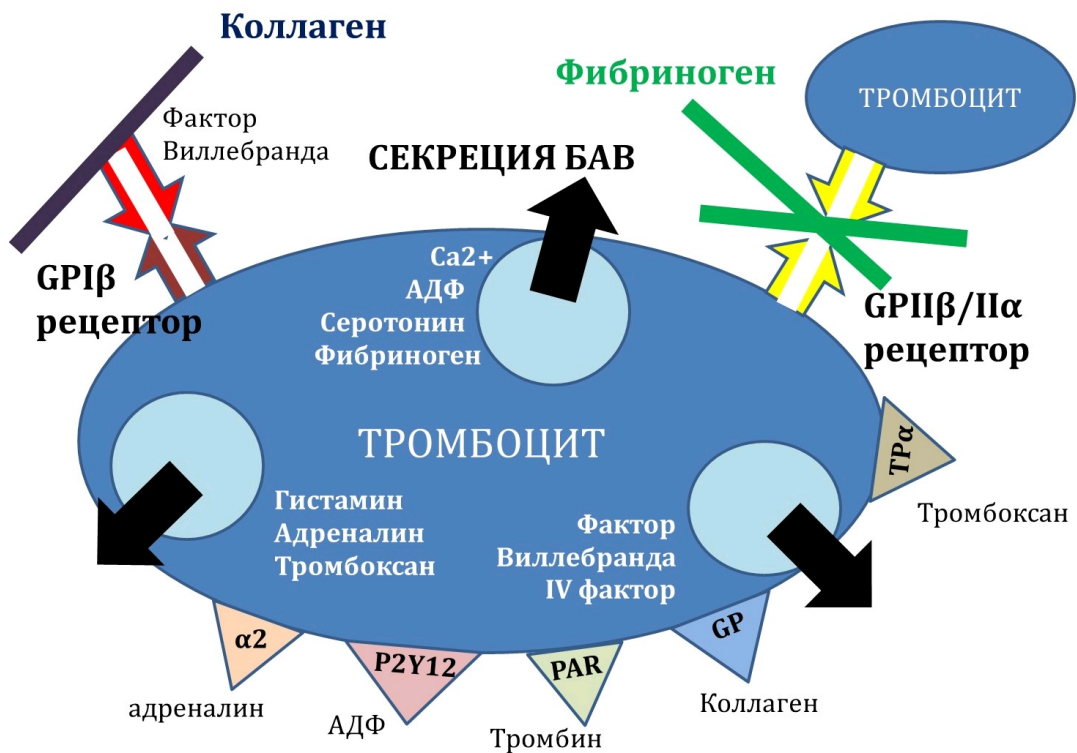 Коллаген
Фактор
Виллебранда
Фибриноген
ТРОМБОЦИТ
СЕКРЕЦИЯ БАВ
GPIβ
рецептор
Ca2+
АДФ
Серотонин
Фибриноген
GPIIβ/IIα
рецептор
ТРОМБОЦИТ
TPα
Тромбоксан
Гистамин
Адреналин
Тромбоксан
Фактор
Виллебранда
IV фактор
α2
адреналин
P2Y12
АДФ
PAR
Тромбин
GP
Коллаген